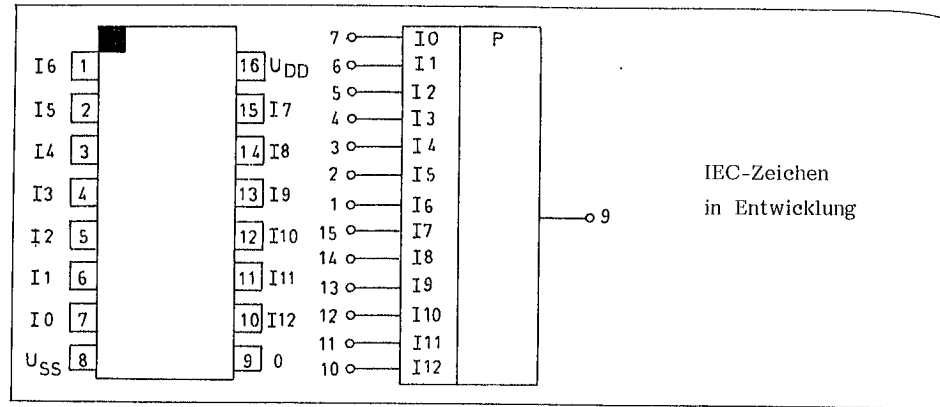 I6 1 16 UDD
I5 2 15 I7
I4 3 14 I8
I3 4 13 I9
I2 5 12 I10
I1 6 11 I11
I0 7 10 I12
USS 8 9 O
7 I0 P
6 I1
5 I2
4 I3
3 I4
2 I5
1 I6
15 I7
14 I8
13 I9
12 I10
11 I11
10 I12
9
IEC-Zeichen
in Entwicklung